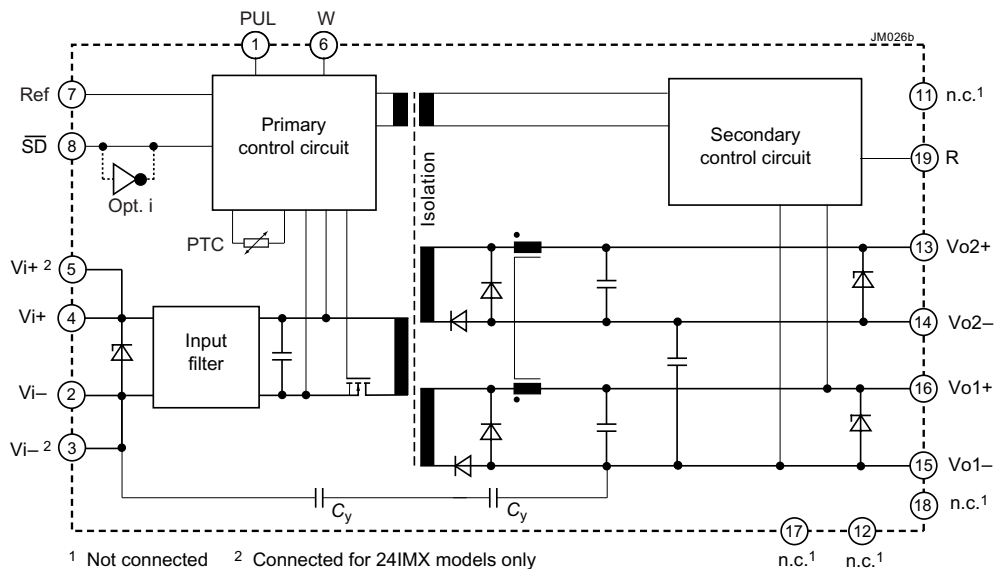 PUL W
JM026b
1 6
Ref 7
11 n.c.1
Primary
control circuit
Secondary
control circuit
SD 8
19 R
Opt. i
Isolation
PTC
13 Vo2+
Vi+ 2 5
Vi+ 4
14 Vo2–
Input
filter
Vi– 2
16 Vo1+
Vi– 2 3
15 Vo1–
Cy Cy
18
n.c.1
17 12
1 Not connected 2 Connected for 24IMX models only
n.c.1 n.c.1